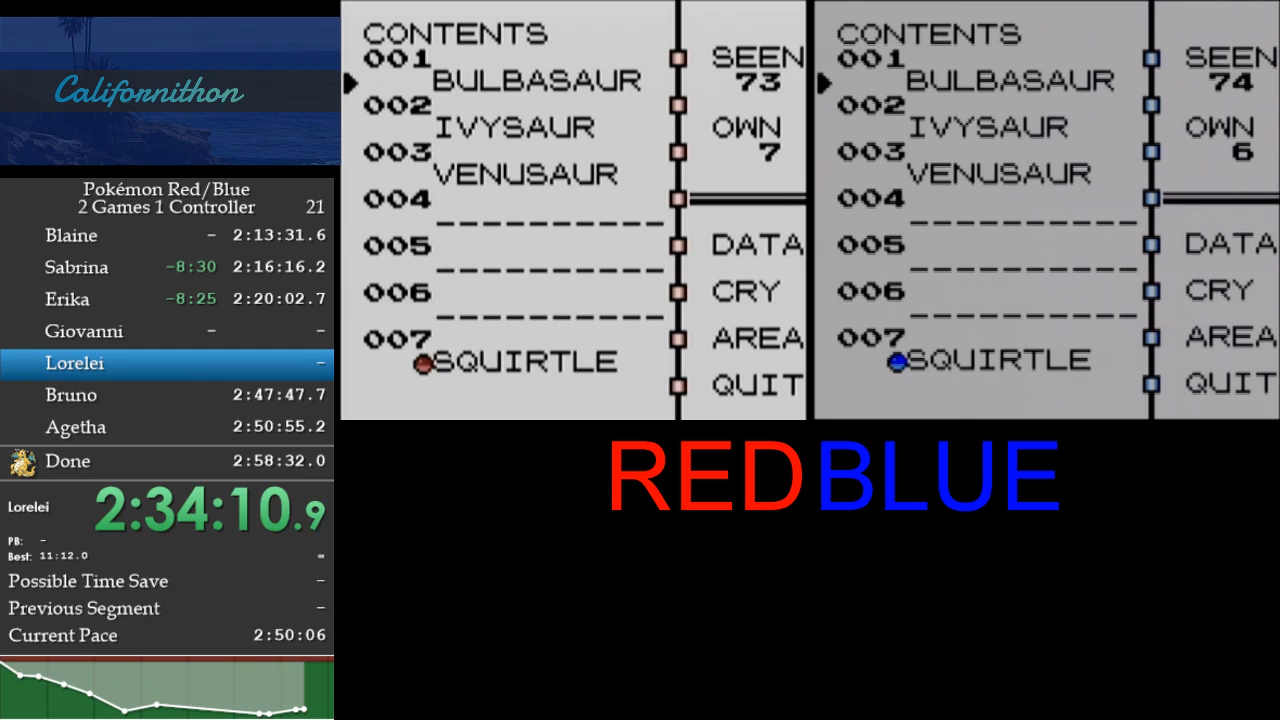 Californithon
Pokémon Red/Blue
2 Games 1 Controller 21
Blaine - 2:13:31.6
Sabrina -8:30 2:16:16.2
Erika -8:25 2:20:02.7
Giovanni - -
Lorelei -
Bruno 2:47:47.7
Agetha 2:50:55.2
Done 2:58:32.0
Lorelei 2:34:10.9
PB: -
Best: 11:12.0 =
Possible Time Save -
Previous Segment -
Current Pace 2:50:06
CONTENTS
001
BULBASAUR
002
IVYSAUR
003
VENUSAUR
004
----------
005
----------
006
----------
007
SQUIRTLE
SEEN
73
OWN
7
DATA
CRY
AREA
QUIT
CONTENTS
001
BULBASAUR
002
IVYSAUR
003
VENUSAUR
004
----------
005
----------
006
----------
007
SQUIRTLE
SEEN
74
OWN
6
DATA
CRY
AREA
QUIT
RED BLUE